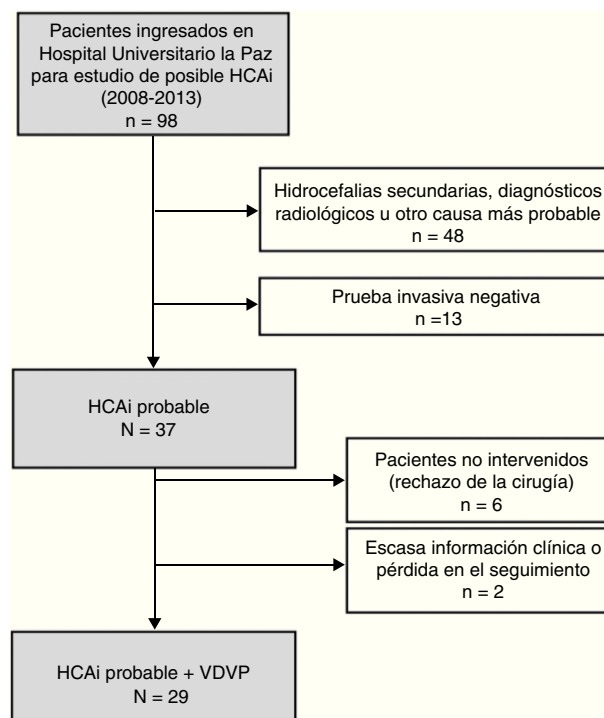 Pacientes ingresados en
Hospital Universitario la Paz
para estudio de posible HCAi
(2008-2013)
n = 98
Hidrocefalias secundarias, diagnósticos
radiológicos u otro causa más probable
n = 48
Prueba invasiva negativa
n =13
HCAi probable
N = 37
Pacientes no intervenidos
(rechazo de la cirugía)
n = 6
Escasa información clínica o
pérdida en el seguimiento
n = 2
HCAi probable + VDVP
N = 29